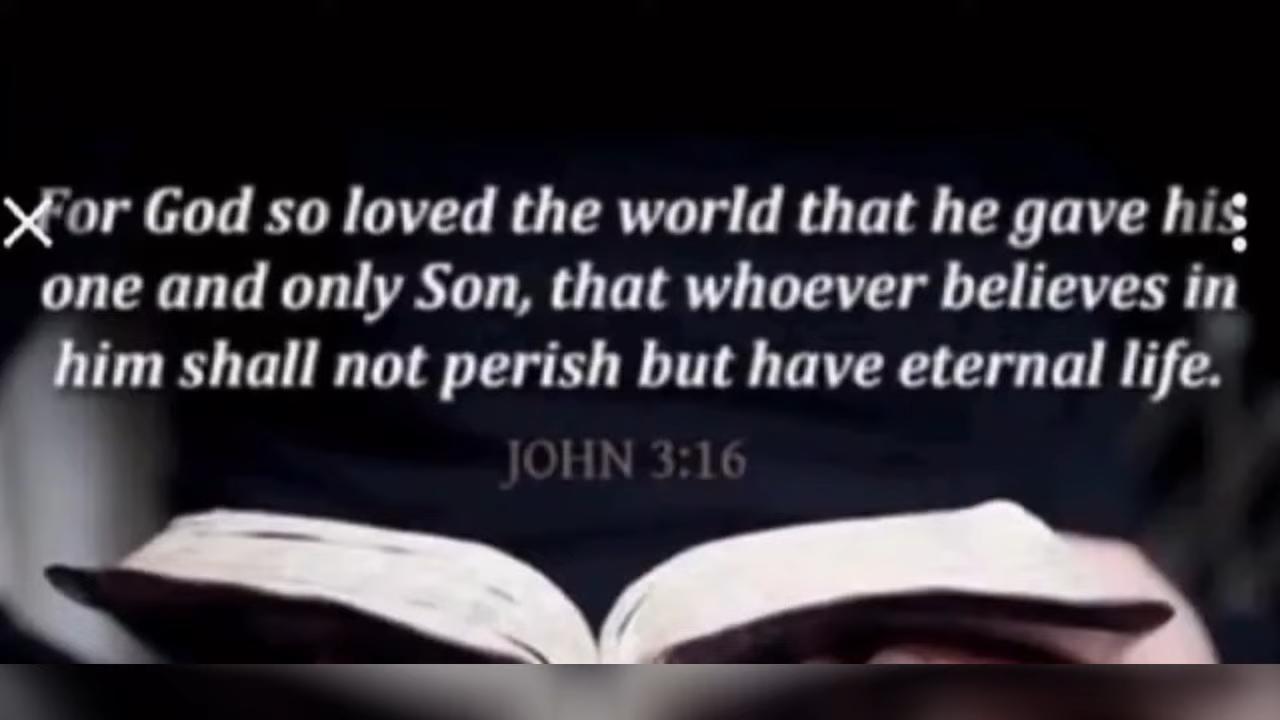 For God so loved the world that he gave his
one and only Son, that whoever believes in
him shall not perish but have eternal life.
JOHN 3:16